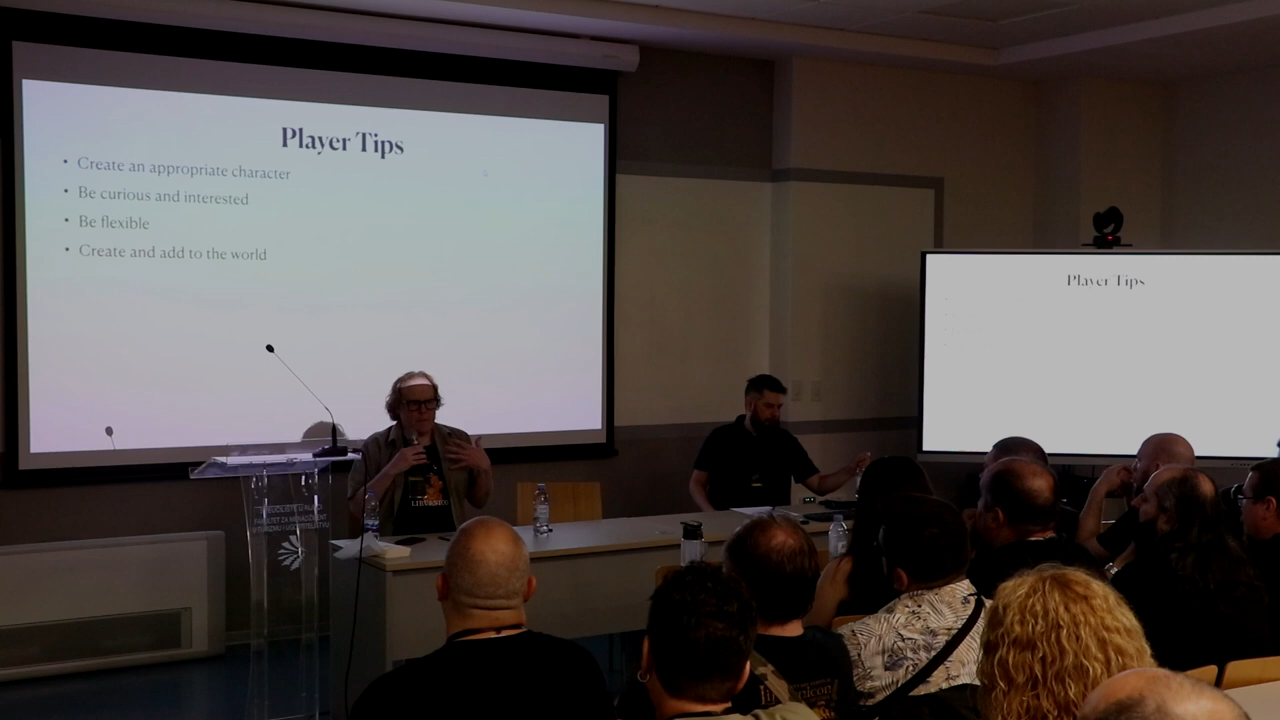 Player Tips
• Create an appropriate character
• Be curious and interested
• Be flexible
• Create and add to the world
Player Tips
LIBURNICON